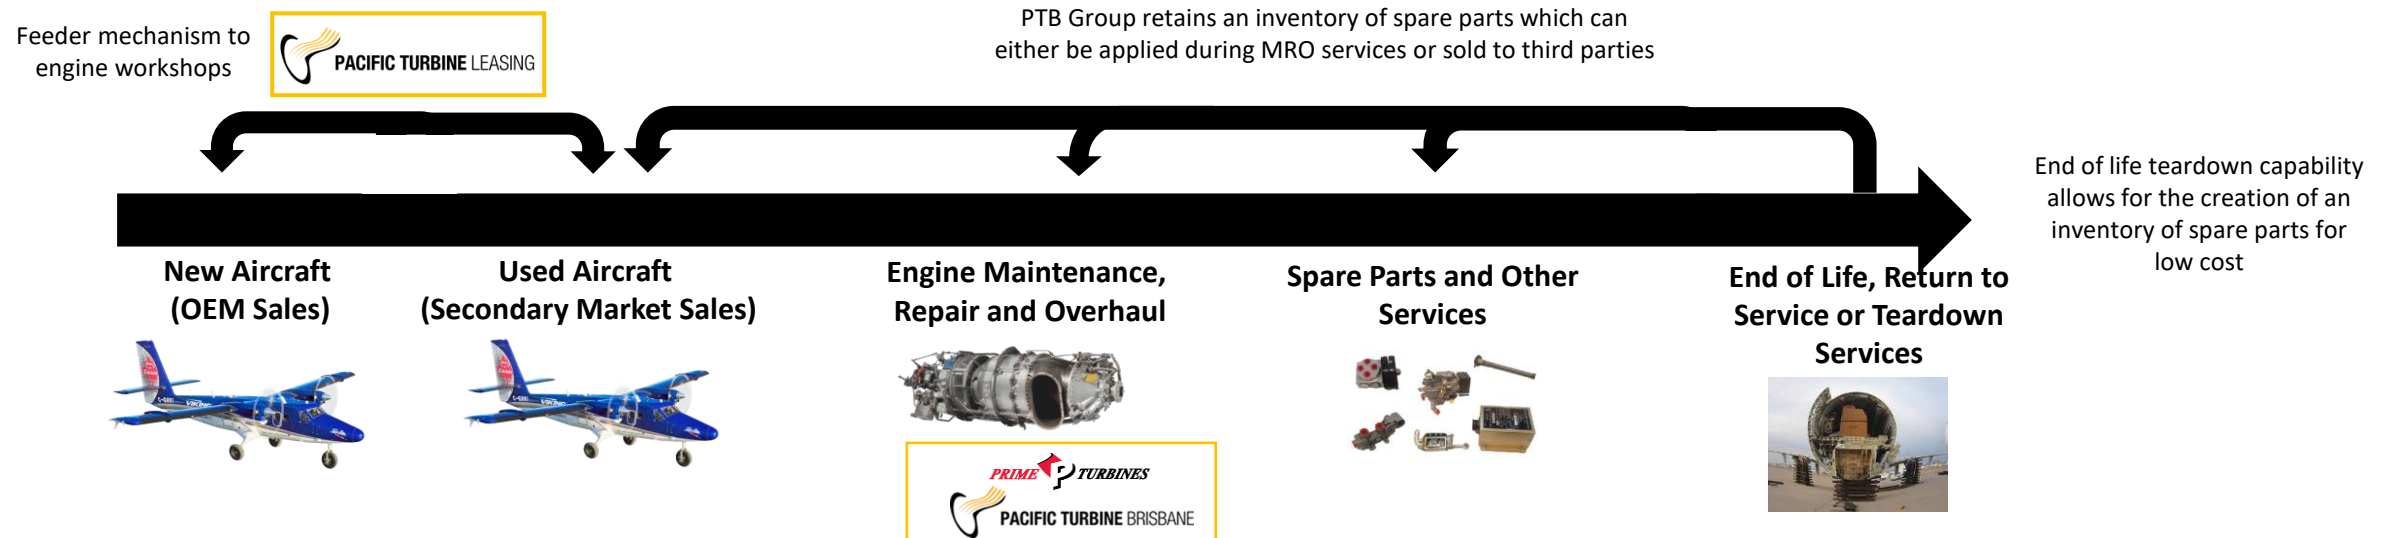 Feeder mechanism to
engine workshops
PACIFIC TURBINE LEASING
PTB Group retains an inventory of spare parts which can
either be applied during MRO services or sold to third parties
End of life teardown capability
allows for the creation of an
inventory of spare parts for
low cost
New Aircraft
(OEM Sales)
Used Aircraft
(Secondary Market Sales)
Engine Maintenance,
Repair and Overhaul
Spare Parts and Other
Services
End of Life, Return to
Service or Teardown
Services
VIKING
VIKING
PRIME P TURBINES
PACIFIC TURBINE BRISBANE